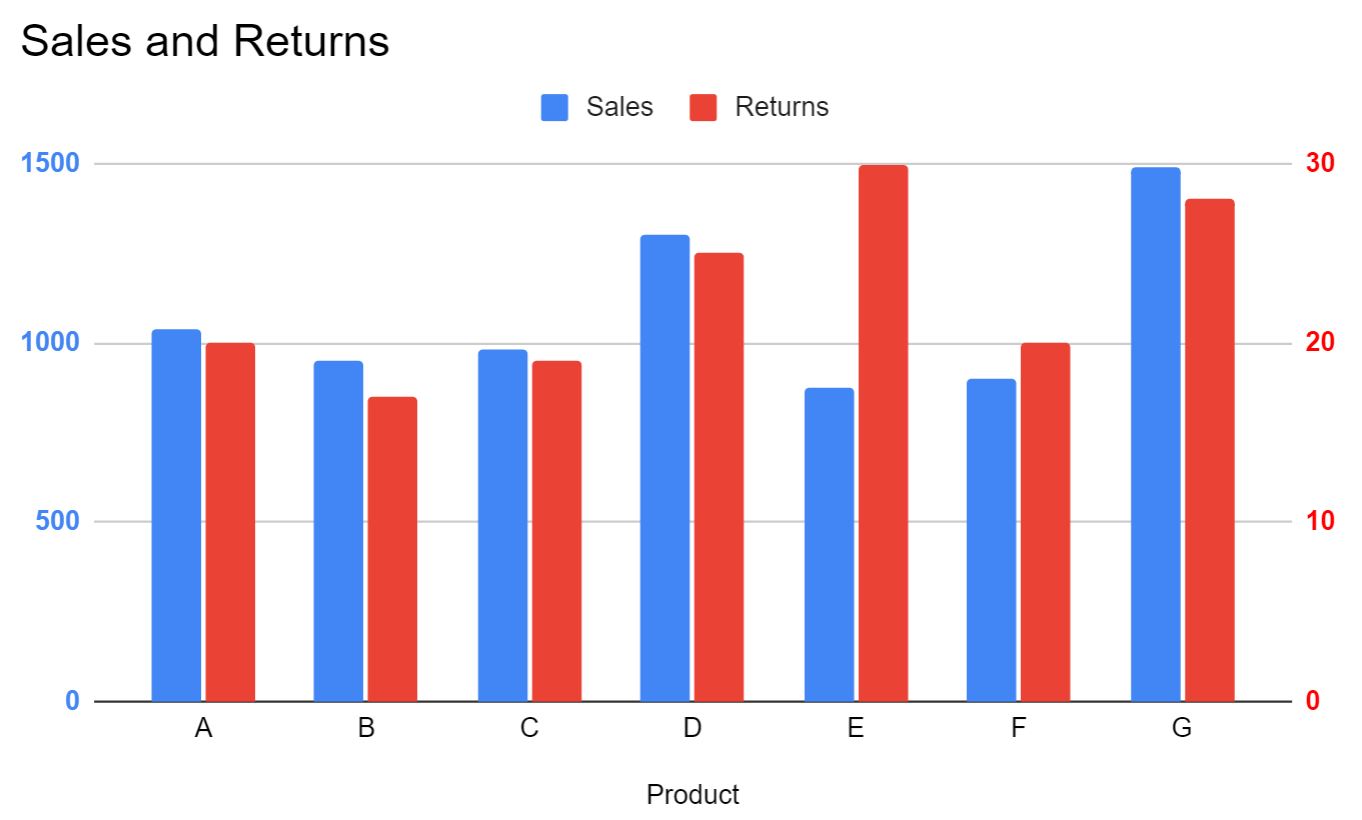 Sales and Returns
Sales Returns
1500 30
1000 20
500 10
0 0
A B C D E F G
Product